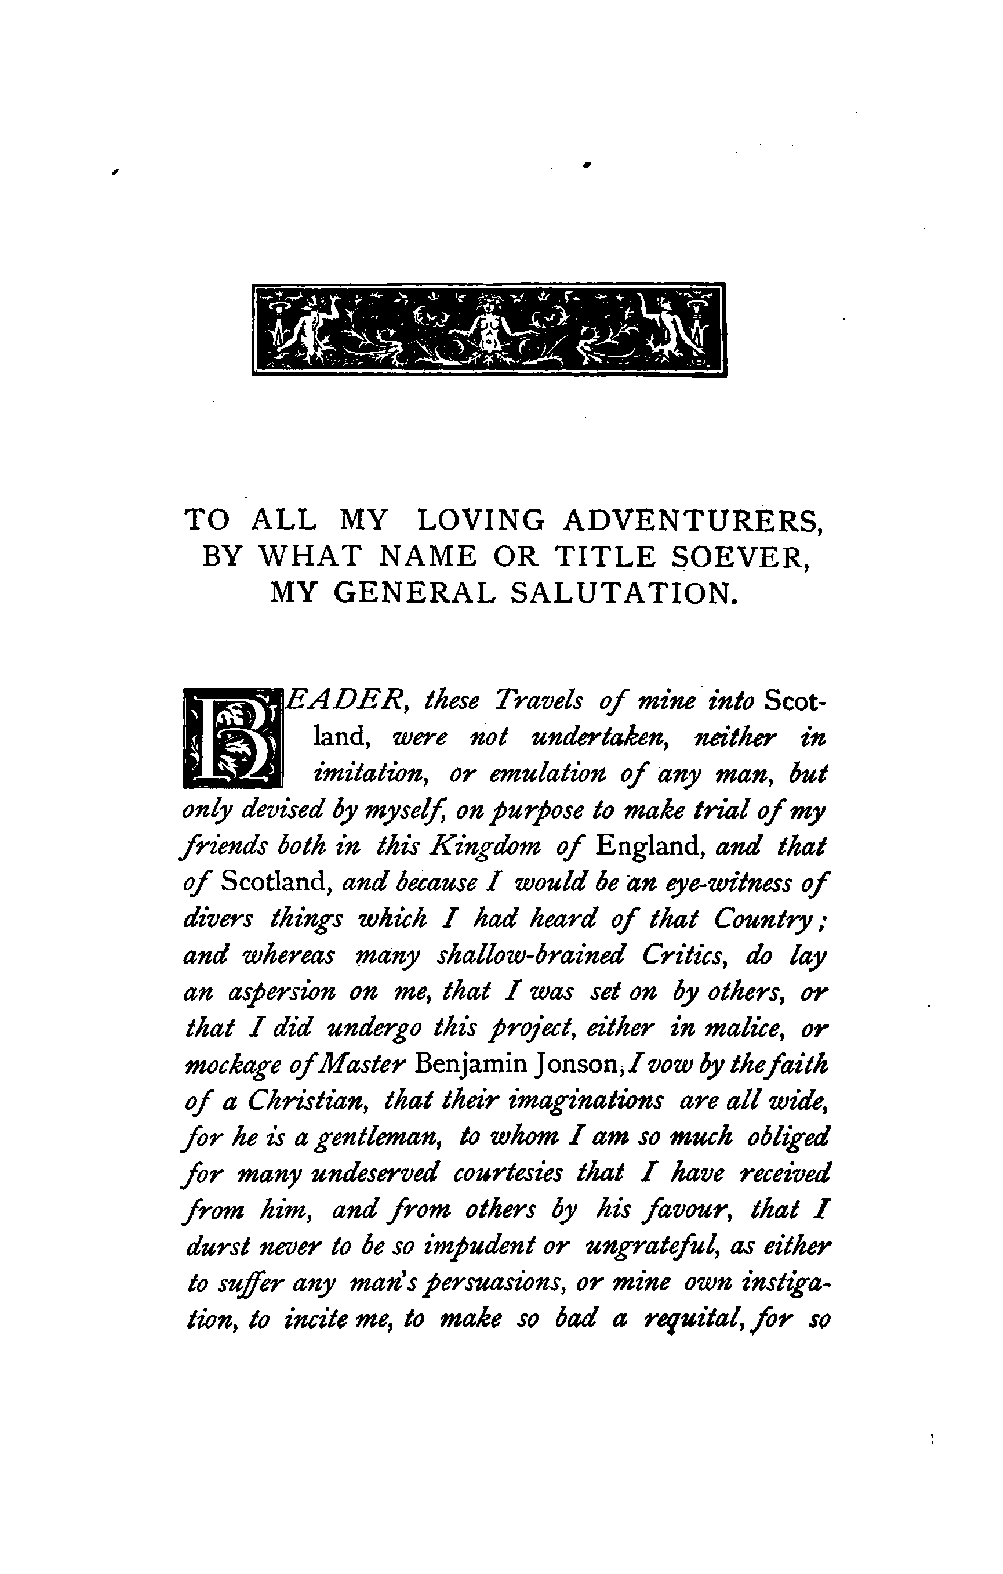 TO ALL MY LOVING ADVENTURERS,
BY WHAT NAME OR TITLE SOEVER,
MY GENERAL SALUTATION.
READER, these Travels of mine into Scot-
land, were not undertaken, neither in
imitation, or emulation of any man, but
only devised by myself, on purpose to make trial of my
friends both in this Kingdom of England, and that
of Scotland, and because I would be an eye-witness of
divers things which I had heard of that Country;
and whereas many shallow-brained Critics, do lay
an aspersion on me, that I was set on by others, or
that I did undergo this project, either in malice, or
mockage of Master Benjamin Jonson, I vow by the faith
of a Christian, that their imaginations are all wide,
for he is a gentleman, to whom I am so much obliged
for many undeserved courtesies that I have received
from him, and from others by his favour, that I
durst never to be so impudent or ungrateful, as either
to suffer any man's persuasions, or mine own instiga-
tion, to incite me, to make so bad a requital, for so